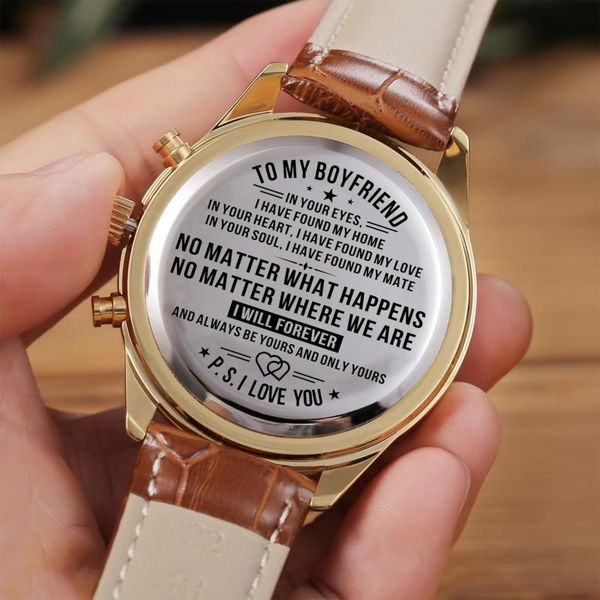 TO MY BOYFRIEND
IN YOUR EYES,
I HAVE FOUND MY HOME
IN YOUR HEART, I HAVE FOUND MY LOVE
IN YOUR SOUL, I HAVE FOUND MY MATE
NO MATTER WHAT HAPPENS
NO MATTER WHERE WE ARE
I WILL FOREVER
AND ALWAYS BE YOURS AND ONLY YOURS
P.S. I LOVE YOU